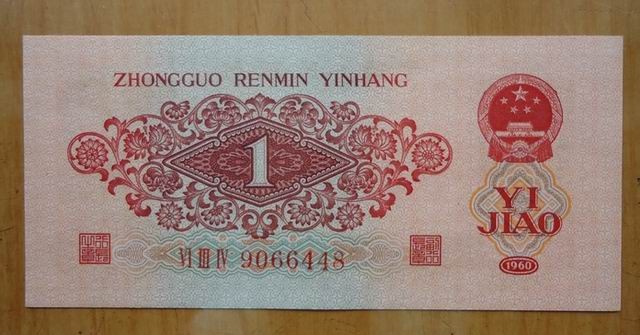 ZHONGGUO RENMIN YINHANG
1
YI
JIAO
VI III IV 9066448
1960